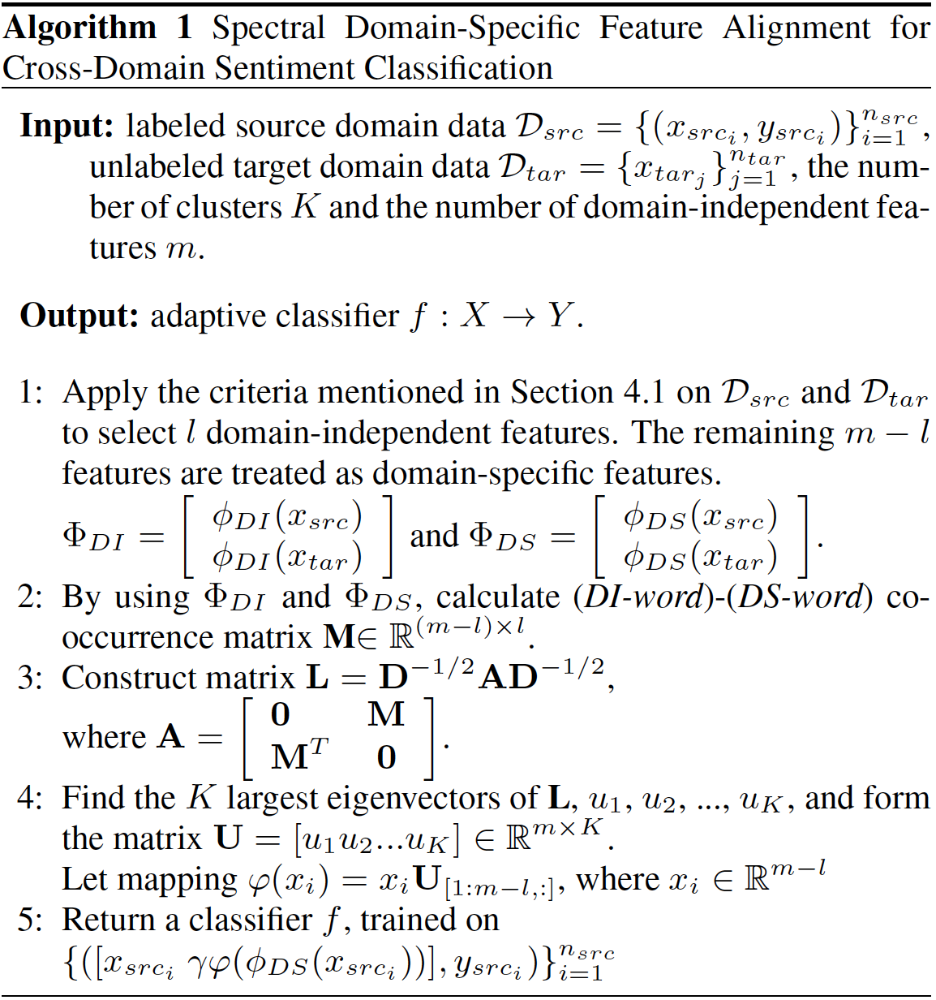 Algorithm 1 Spectral Domain-Specific Feature Alignment for
Cross-Domain Sentiment Classification
Input: labeled source domain data $\mathcal{D}_{src} = \{(x_{src_i}, y_{src_i})\}_{i=1}^{n_{src}}$,
unlabeled target domain data $\mathcal{D}_{tar} = \{x_{tar_j}\}_{j=1}^{n_{tar}}$, the num-
ber of clusters $K$ and the number of domain-independent fea-
tures $m$.
Output: adaptive classifier $f : X \rightarrow Y$.
1: Apply the criteria mentioned in Section 4.1 on $\mathcal{D}_{src}$ and $\mathcal{D}_{tar}$
to select $l$ domain-independent features. The remaining $m - l$
features are treated as domain-specific features.
$\Phi_{DI} = \begin{bmatrix} \phi_{DI}(x_{src}) \\ \phi_{DI}(x_{tar}) \end{bmatrix}$ and $\Phi_{DS} = \begin{bmatrix} \phi_{DS}(x_{src}) \\ \phi_{DS}(x_{tar}) \end{bmatrix}$.
2: By using $\Phi_{DI}$ and $\Phi_{DS}$, calculate (DI-word)-(DS-word) co-
occurrence matrix $\mathbf{M} \in \mathbb{R}^{(m-l) \times l}$.
3: Construct matrix $\mathbf{L} = \mathbf{D}^{-1/2}\mathbf{A}\mathbf{D}^{-1/2}$,
where $\mathbf{A} = \begin{bmatrix} \mathbf{0} & \mathbf{M} \\ \mathbf{M}^T & \mathbf{0} \end{bmatrix}$.
4: Find the $K$ largest eigenvectors of $\mathbf{L}$, $u_1$, $u_2$, ..., $u_K$, and form
the matrix $\mathbf{U} = [u_1 u_2 ... u_K] \in \mathbb{R}^{m \times K}$.
Let mapping $\varphi(x_i) = x_i \mathbf{U}_{[1:m-l,:]}$, where $x_i \in \mathbb{R}^{m-l}$
5: Return a classifier $f$, trained on
$\{([x_{src_i} \ \gamma\varphi(\phi_{DS}(x_{src_i}))], y_{src_i})\}_{i=1}^{n_{src}}$